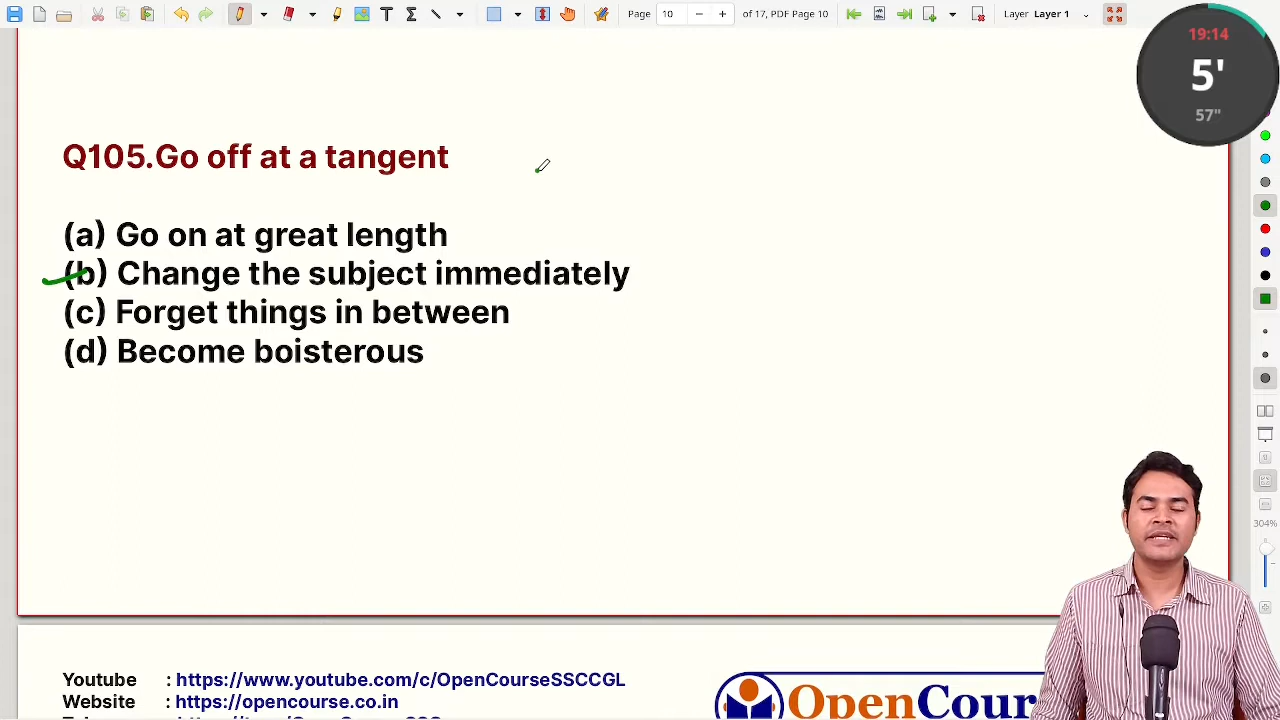 Page 10 of 17, PDF Page 10 Layer Layer 1
19:14
5'
57"
Q105.Go off at a tangent
(a) Go on at great length
(b) Change the subject immediately
(c) Forget things in between
(d) Become boisterous
304%
Youtube : https://www.youtube.com/c/OpenCourseSSCCGL
Website : https://opencourse.co.in
OpenCour